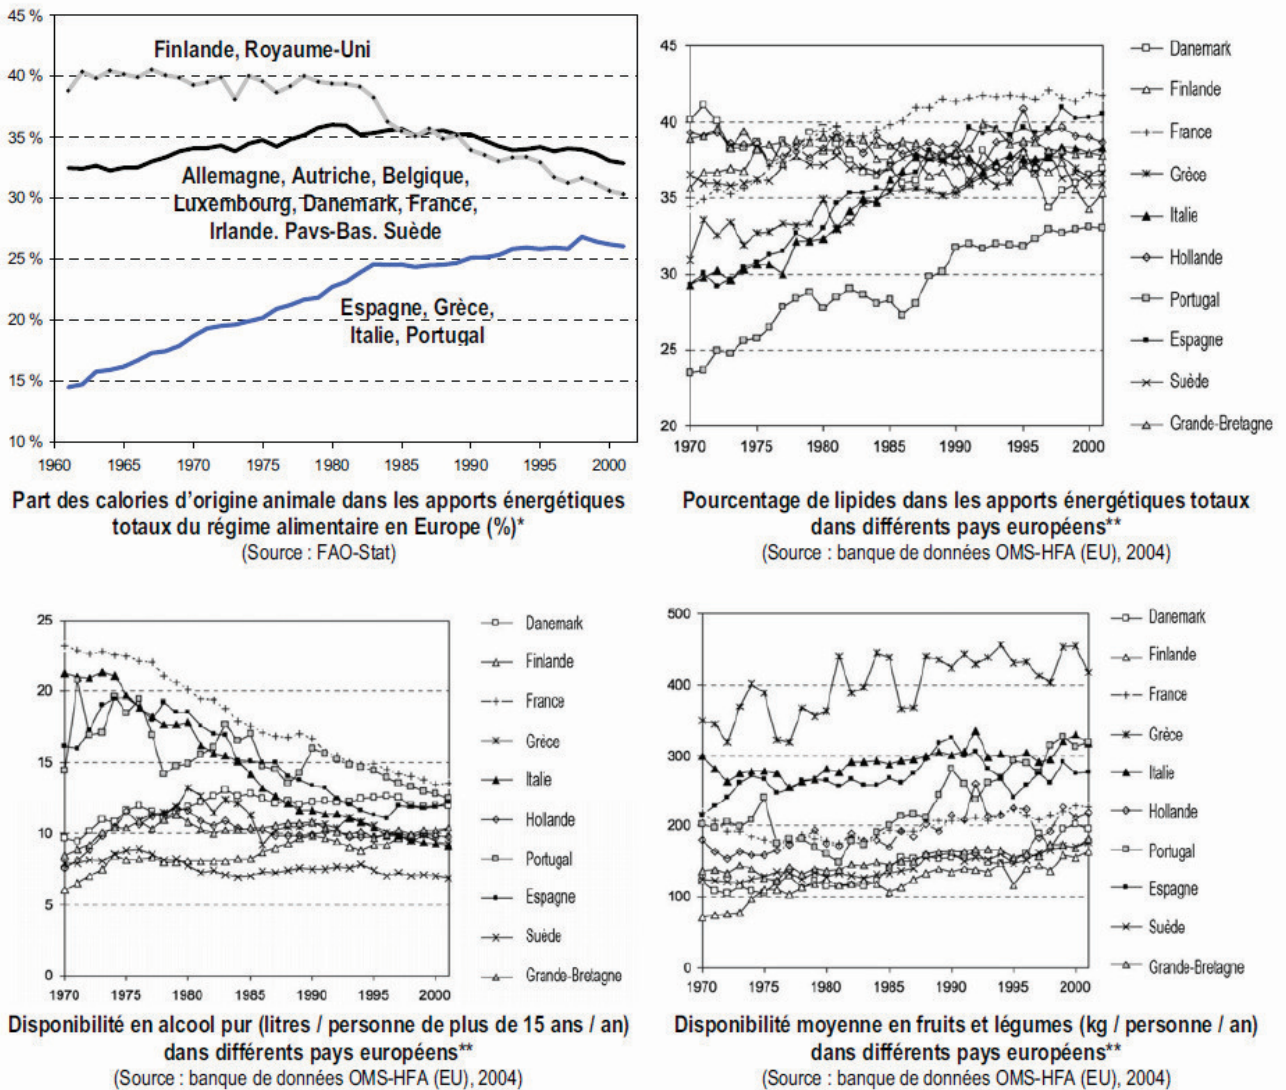 45 %
40 %
35 %
30 %
25 %
20 %
15 %
10 %
Finlande, Royaume-Uni
Allemagne, Autriche, Belgique,
Luxembourg, Danemark, France,
Irlande. Pays-Bas. Suède
Espagne, Grèce,
Italie, Portugal
1960 1965 1970 1975 1980 1985 1990 1995 2000
Part des calories d'origine animale dans les apports énergétiques
totaux du régime alimentaire en Europe (%)*
(Source : FAO-Stat)
45
40
35
30
25
20
1970 1975 1980 1985 1990 1995 2000
Danemark
Finlande
France
Grèce
Italie
Hollande
Portugal
Espagne
Suède
Grande-Bretagne
Pourcentage de lipides dans les apports énergétiques totaux
dans différents pays européens**
(Source : banque de données OMS-HFA (EU), 2004)
25
20
15
10
5
0
1970 1975 1980 1985 1990 1995 2000
Danemark
Finlande
France
Grèce
Italie
Hollande
Portugal
Espagne
Suède
Grande-Bretagne
Disponibilité en alcool pur (litres / personne de plus de 15 ans / an)
dans différents pays européens**
(Source : banque de données OMS-HFA (EU), 2004)
500
400
300
200
100
0
1970 1975 1980 1985 1990 1995 2000
Danemark
Finlande
France
Grèce
Italie
Hollande
Portugal
Espagne
Suède
Grande-Bretagne
Disponibilité moyenne en fruits et légumes (kg / personne / an)
dans différents pays européens**
(Source : banque de données OMS-HFA (EU), 2004)